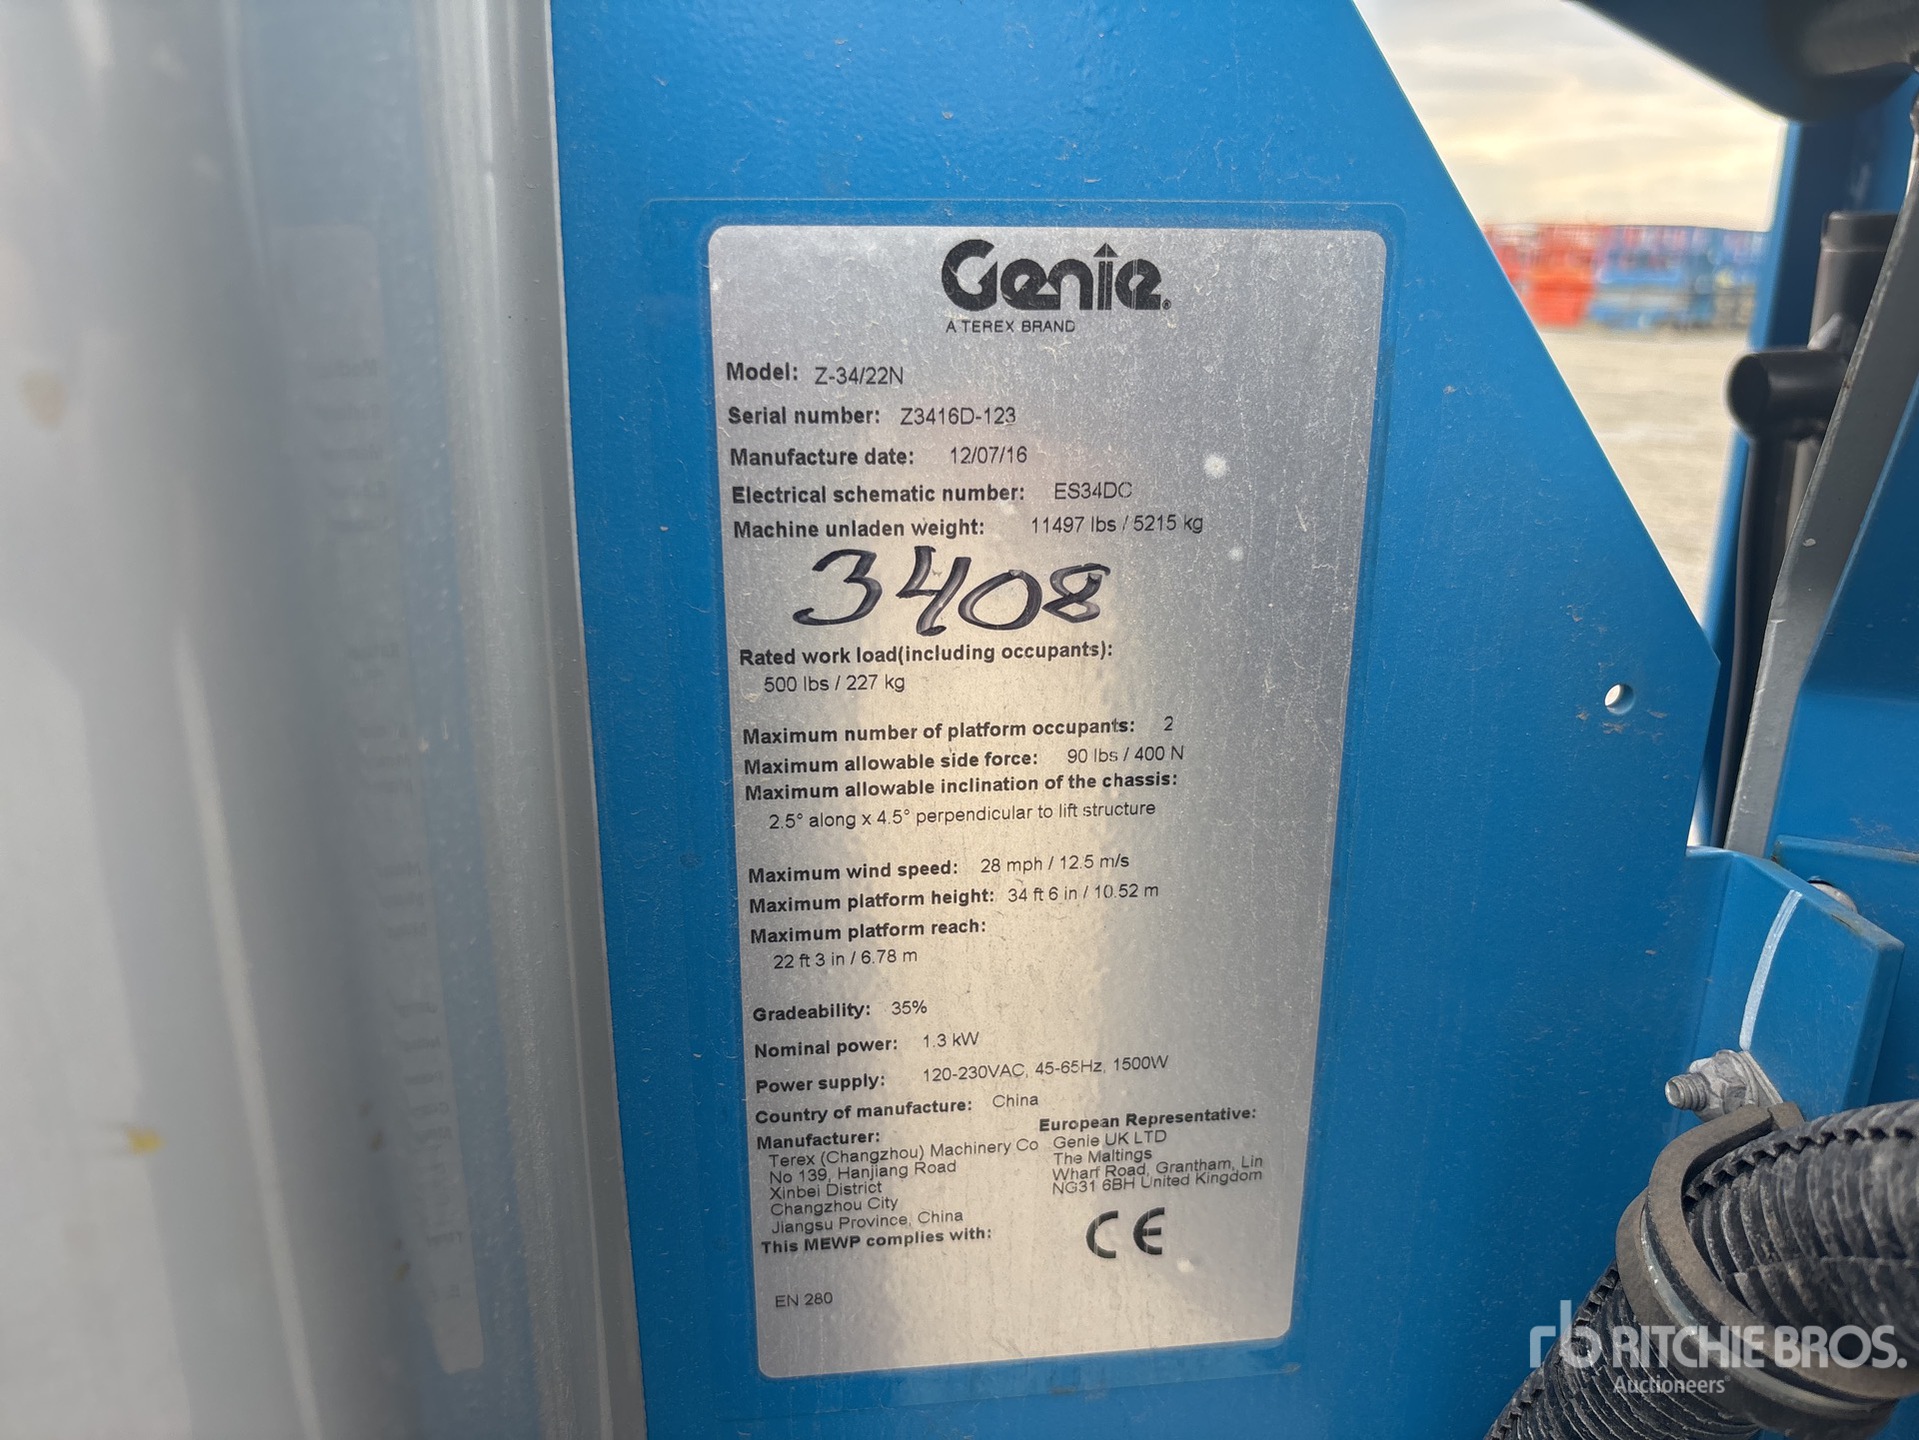 Genie®
A TEREX BRAND
Model: Z-34/22N
Serial number: Z3416D-123
Manufacture date: 12/07/16
Electrical schematic number: ES34DC
Machine unladen weight: 11497 lbs / 5215 kg
3408
Rated work load(including occupants):
500 lbs / 227 kg
Maximum number of platform occupants: 2
Maximum allowable side force: 90 lbs / 400 N
Maximum allowable inclination of the chassis:
2.5° along x 4.5° perpendicular to lift structure
Maximum wind speed: 28 mph / 12.5 m/s
Maximum platform height: 34 ft 6 in / 10.52 m
Maximum platform reach:
22 ft 3 in / 6.78 m
Gradeability: 35%
Nominal power: 1.3 kW
Power supply: 120-230VAC, 45-65Hz, 1500W
Country of manufacture: China
Manufacturer:
Terex (Changzhou) Machinery Co
No 139, Hanjiang Road
Xinbei District
Changzhou City
Jiangsu Province, China
European Representative:
Genie UK LTD
The Maltings
Wharf Road, Grantham, Lin
NG31 6BH United Kingdom
This MEWP complies with:
CE
EN 280
rb RITCHIE BROS.
Auctioneers